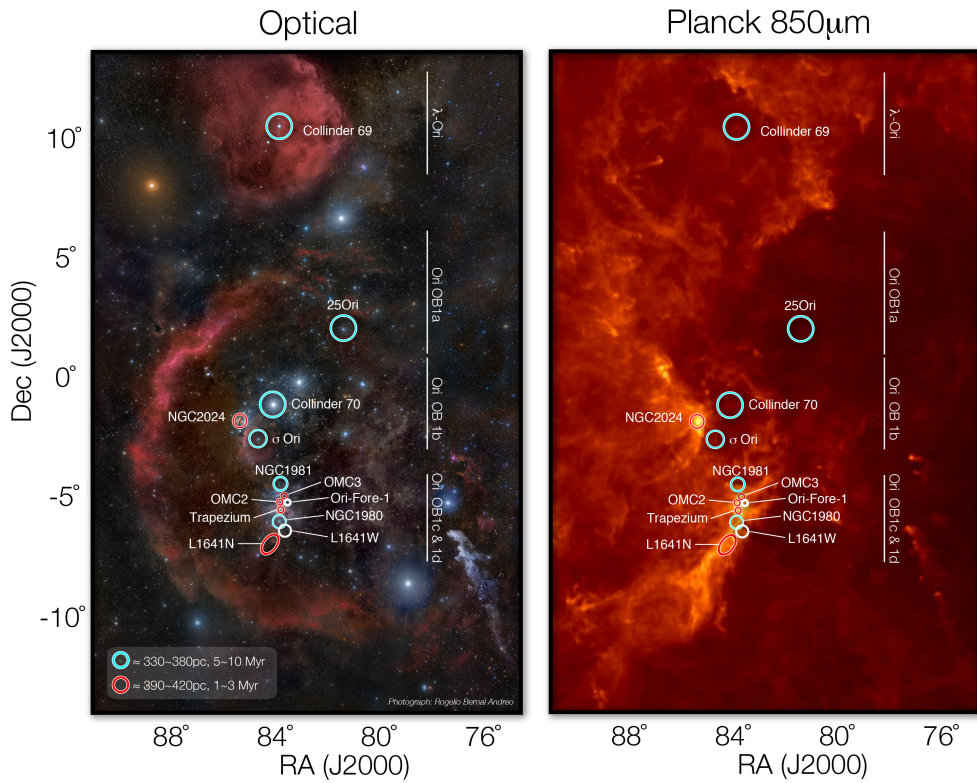 Optical
Planck 850μm
Dec (J2000)
10°
5°
0°
-5°
-10°
Collinder 69
25Ori
Collinder 70
NGC2024
σ Ori
NGC1981
OMC3
OMC2
Ori-Fore-1
Trapezium
NGC1980
L1641W
L1641N
λ-Ori
Ori OB1a
Ori OB 1b
Ori OB1c & 1d
≈ 330~380pc, 5~10 Myr
≈ 390~420pc, 1~3 Myr
Photograph: Rogelio Bernal Andreo
88°
84°
80°
76°
RA (J2000)
Collinder 69
25Ori
NGC2024
Collinder 70
σ Ori
NGC1981
OMC3
OMC2
Ori-Fore-1
Trapezium
NGC1980
L1641W
L1641N
λ-Ori
Ori OB1a
Ori OB 1b
Ori OB1c & 1d
88°
84°
80°
76°
RA (J2000)